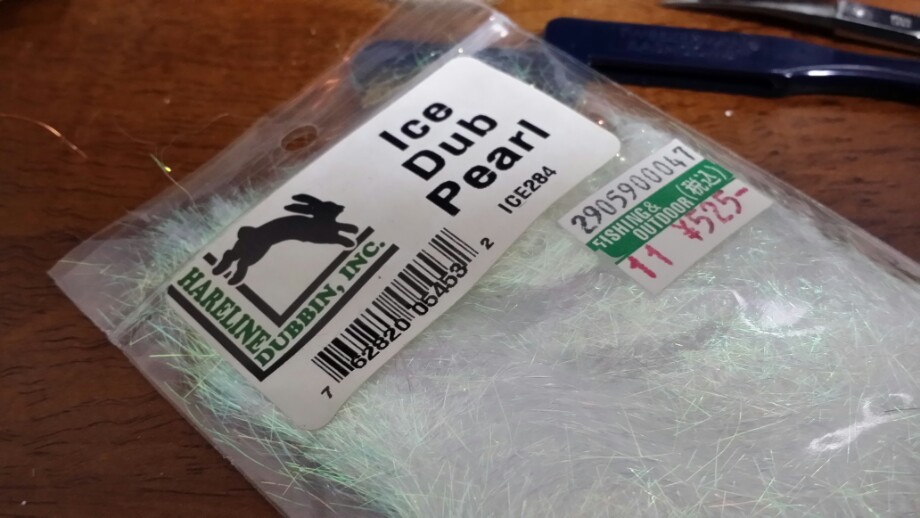 Ice
Dub
Pearl
ICE284
HARELINE
DUBBIN, INC.
7 62820 05453 2
2905900047
FISHING&
OUTDOOR (税込)
11 ¥525-